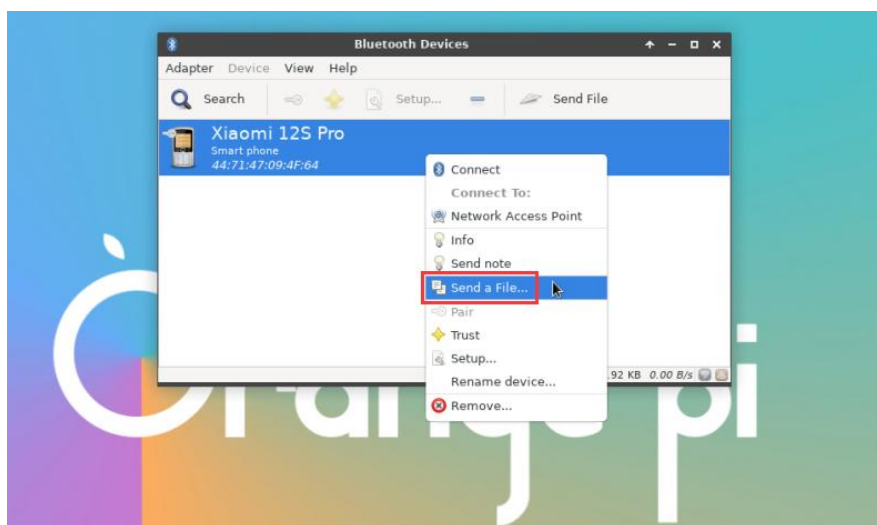 Bluetooth Devices
Adapter Device View Help
Search Setup... Send File
Xiaomi 12S Pro
Smart phone
44:71:47:09:4F:64
Connect
Connect To:
Network Access Point
Info
Send note
Send a File...
Pair
Trust
Setup...
Rename device...
Remove...
92 KB 0.00 B/s
Orange pi